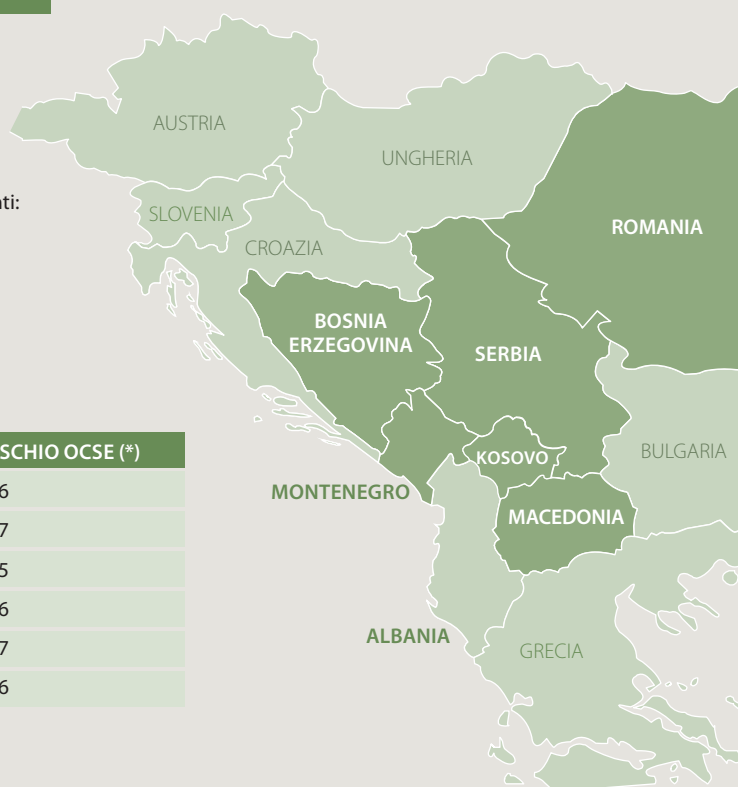 AUSTRIA
UNGHERIA
SLOVENIA
CROAZIA
ROMANIA
BOSNIA
ERZEGOVINA
SERBIA
KOSOVO
BULGARIA
MONTENEGRO
MACEDONIA
ALBANIA
GRECIA
ti:
SCHIO OCSE (*)
6
7
5
6
7
6